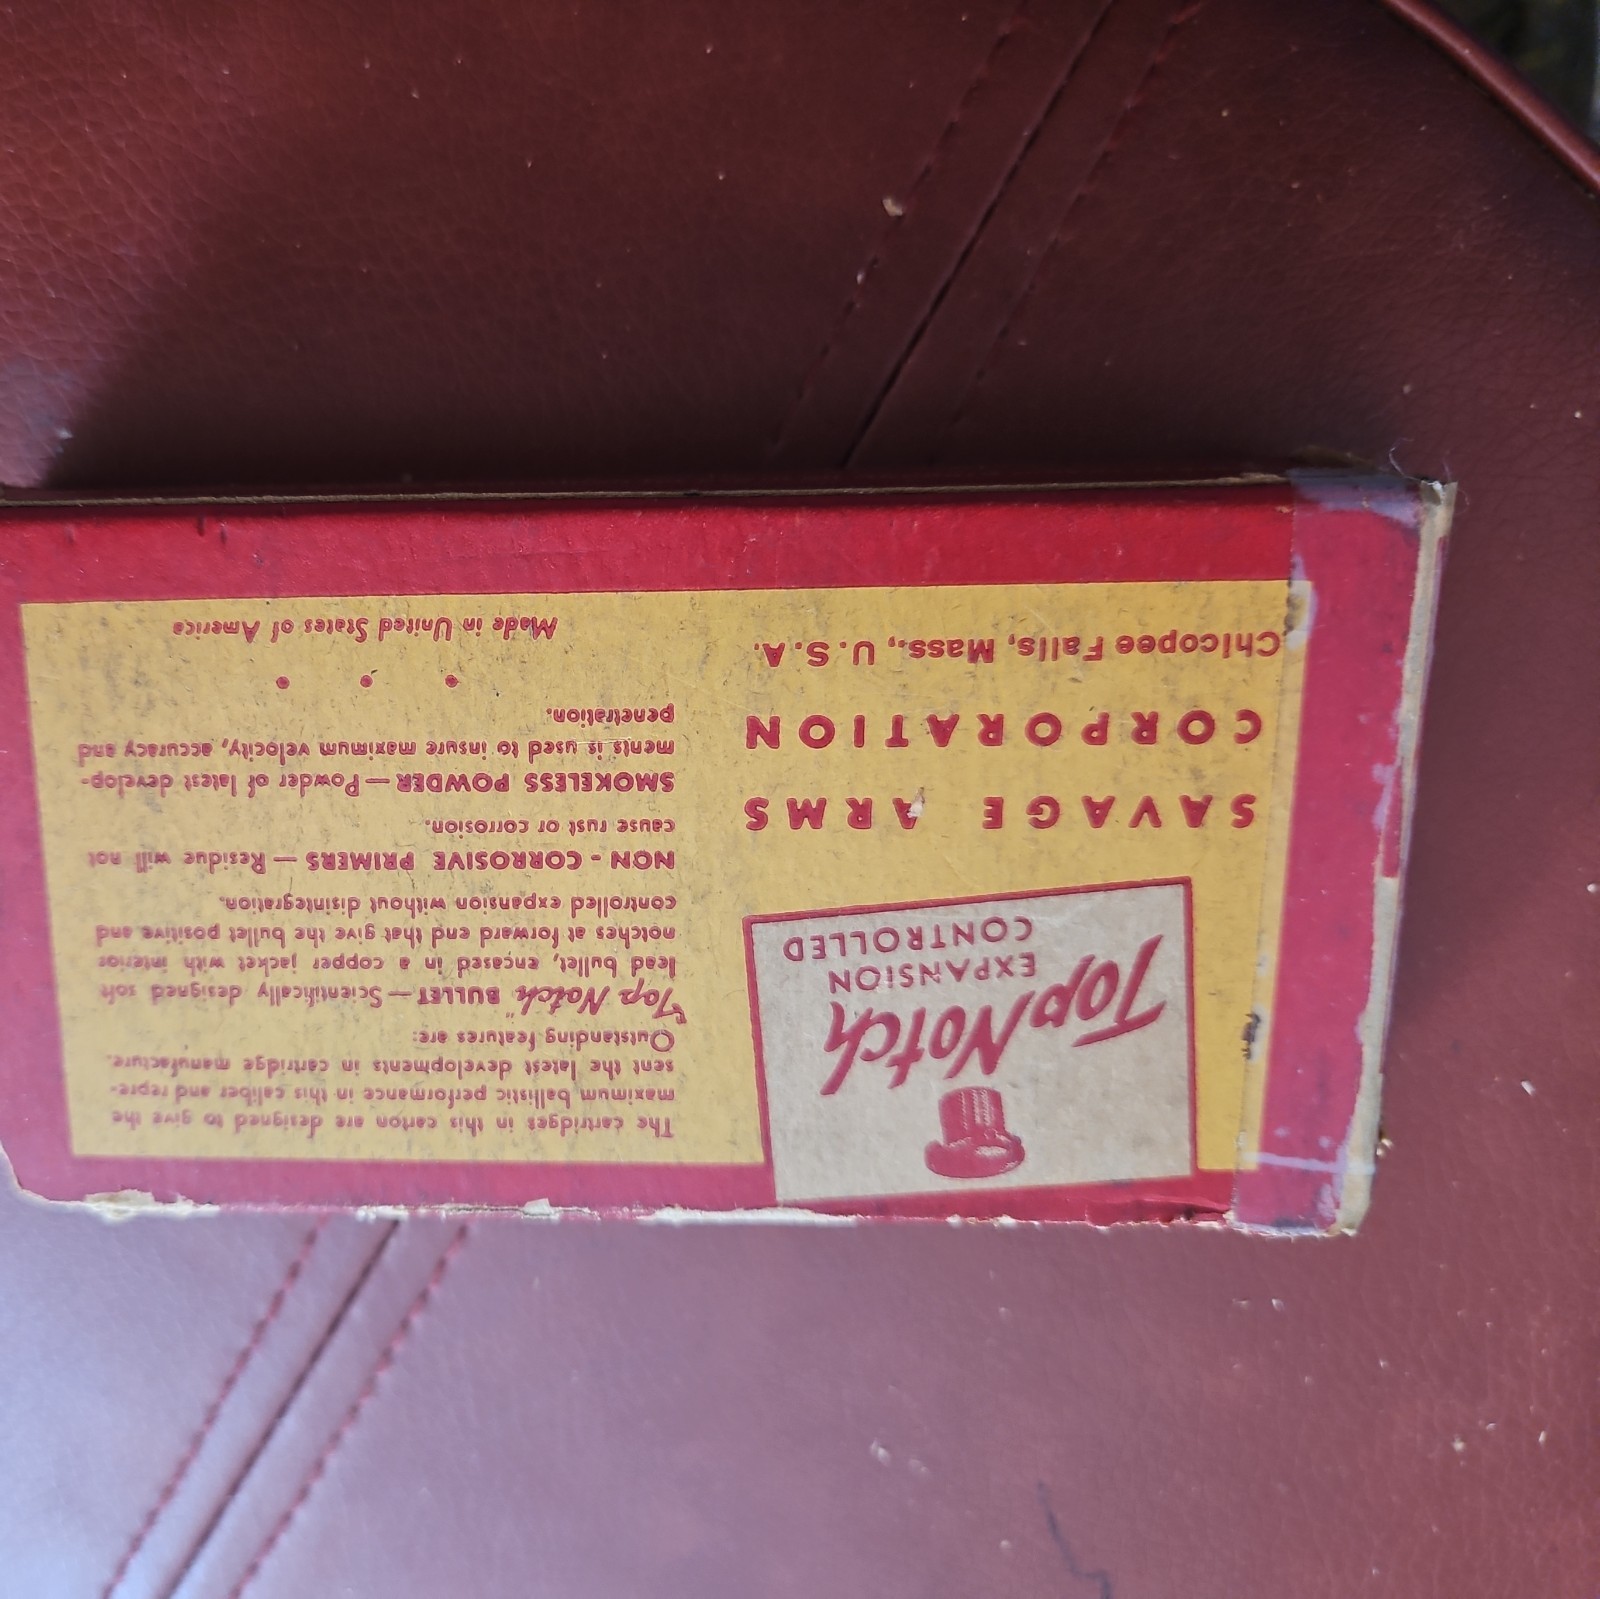 TopNotch
EXPANSION
CONTROLLED
SAVAGE ARMS
CORPORATION
Chicopee Falls, Mass., U.S.A.
The cartridges in this carton are designed to give the
maximum ballistic performance in this caliber and repre-
sent the latest developments in cartridge manufacture.
Outstanding features are:
"Top Notch" BULLET—Scientifically designed soft
lead bullet, encased in a copper jacket with interior
notches at forward end that give the bullet positive and
controlled expansion without disintegration.
NON - CORROSIVE PRIMERS — Residue will not
cause rust or corrosion.
SMOKELESS POWDER—Powder of latest develop-
ments is used to insure maximum velocity, accuracy and
penetration.
Made in United States of America